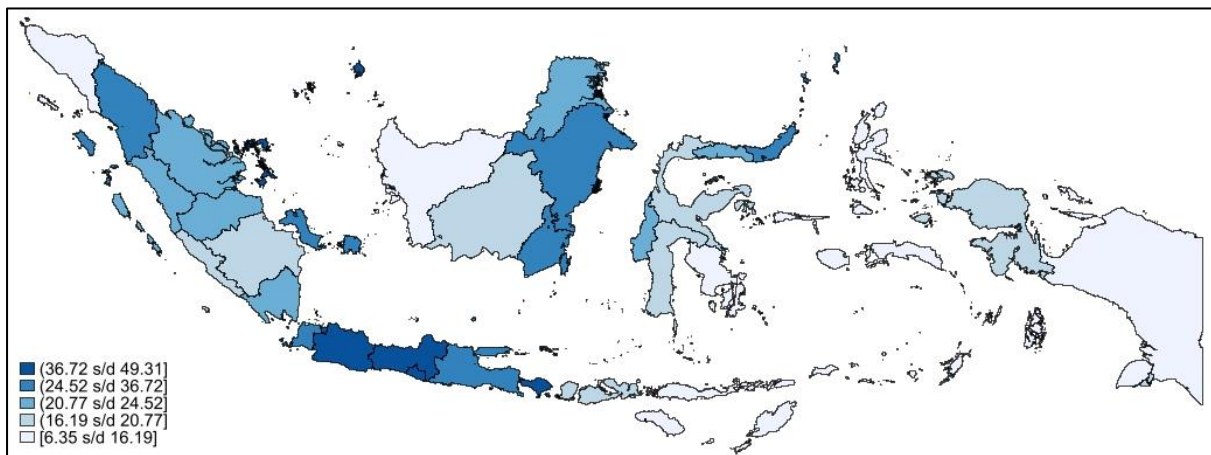 (36.72 s/d 49.31]
(24.52 s/d 36.72]
(20.77 s/d 24.52]
(16.19 s/d 20.77]
[6.35 s/d 16.19]